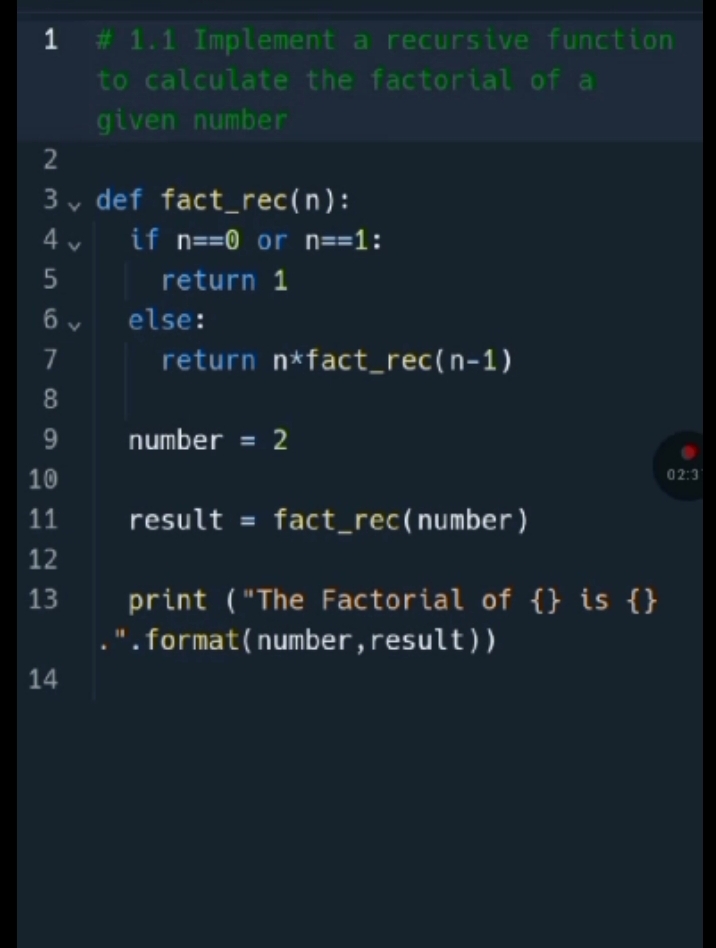 1 # 1.1 Implement a recursive function
to calculate the factorial of a
given number
2
3 def fact_rec(n):
4 if n==0 or n==1:
5 return 1
6 else:
7 return n*fact_rec(n-1)
8
9 number = 2
02:3
10
11 result = fact_rec(number)
12
13 print ("The Factorial of {} is {}
.".format(number,result))
14